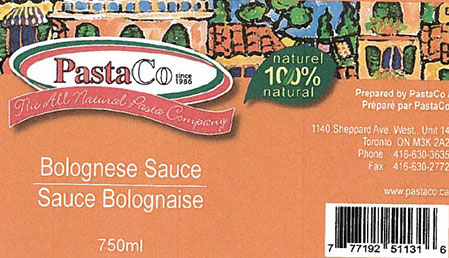 PastaCo since 1986
The All Natural Pasta Company
naturel
100%
natural
Prepared by PastaCo
Préparé par PastaCo
1140 Sheppard Ave. West., Unit 14
Toronto ON M3K 2A2
Phone 416-630-3635
Fax 416-630-2772
www.pastaco.ca
Bolognese Sauce
Sauce Bolognaise
750ml
7 77192 51131 6